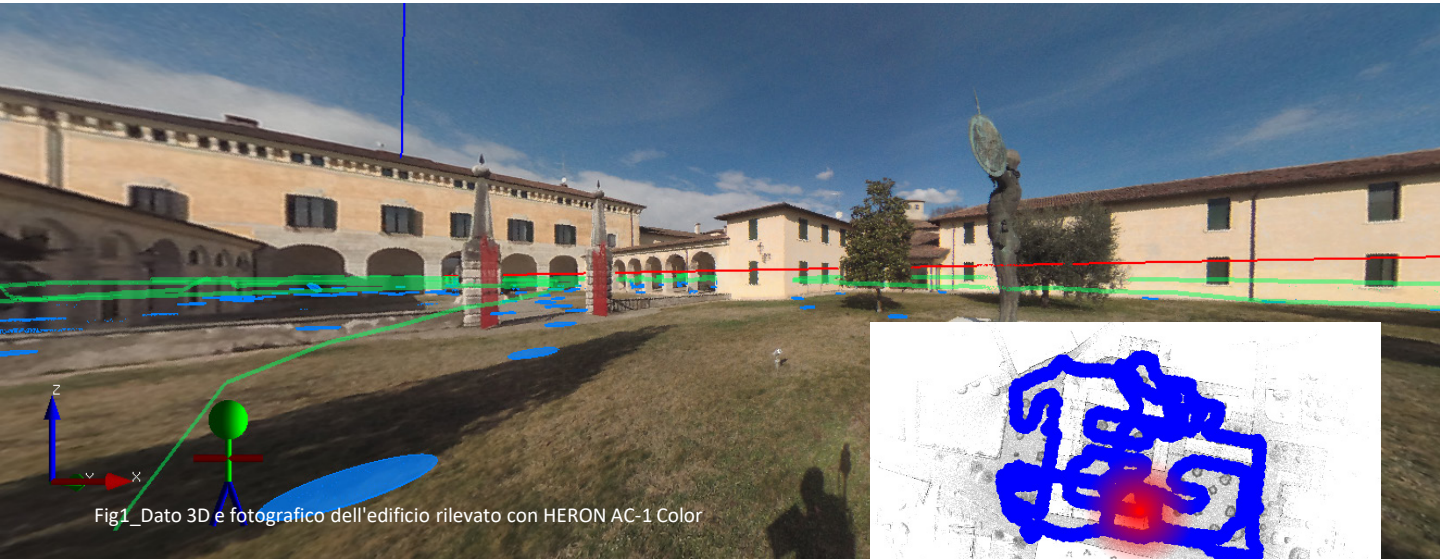 Z
Y
X
Fig1_Dato 3D e fotografico dell'edificio rilevato con HERON AC-1 Color